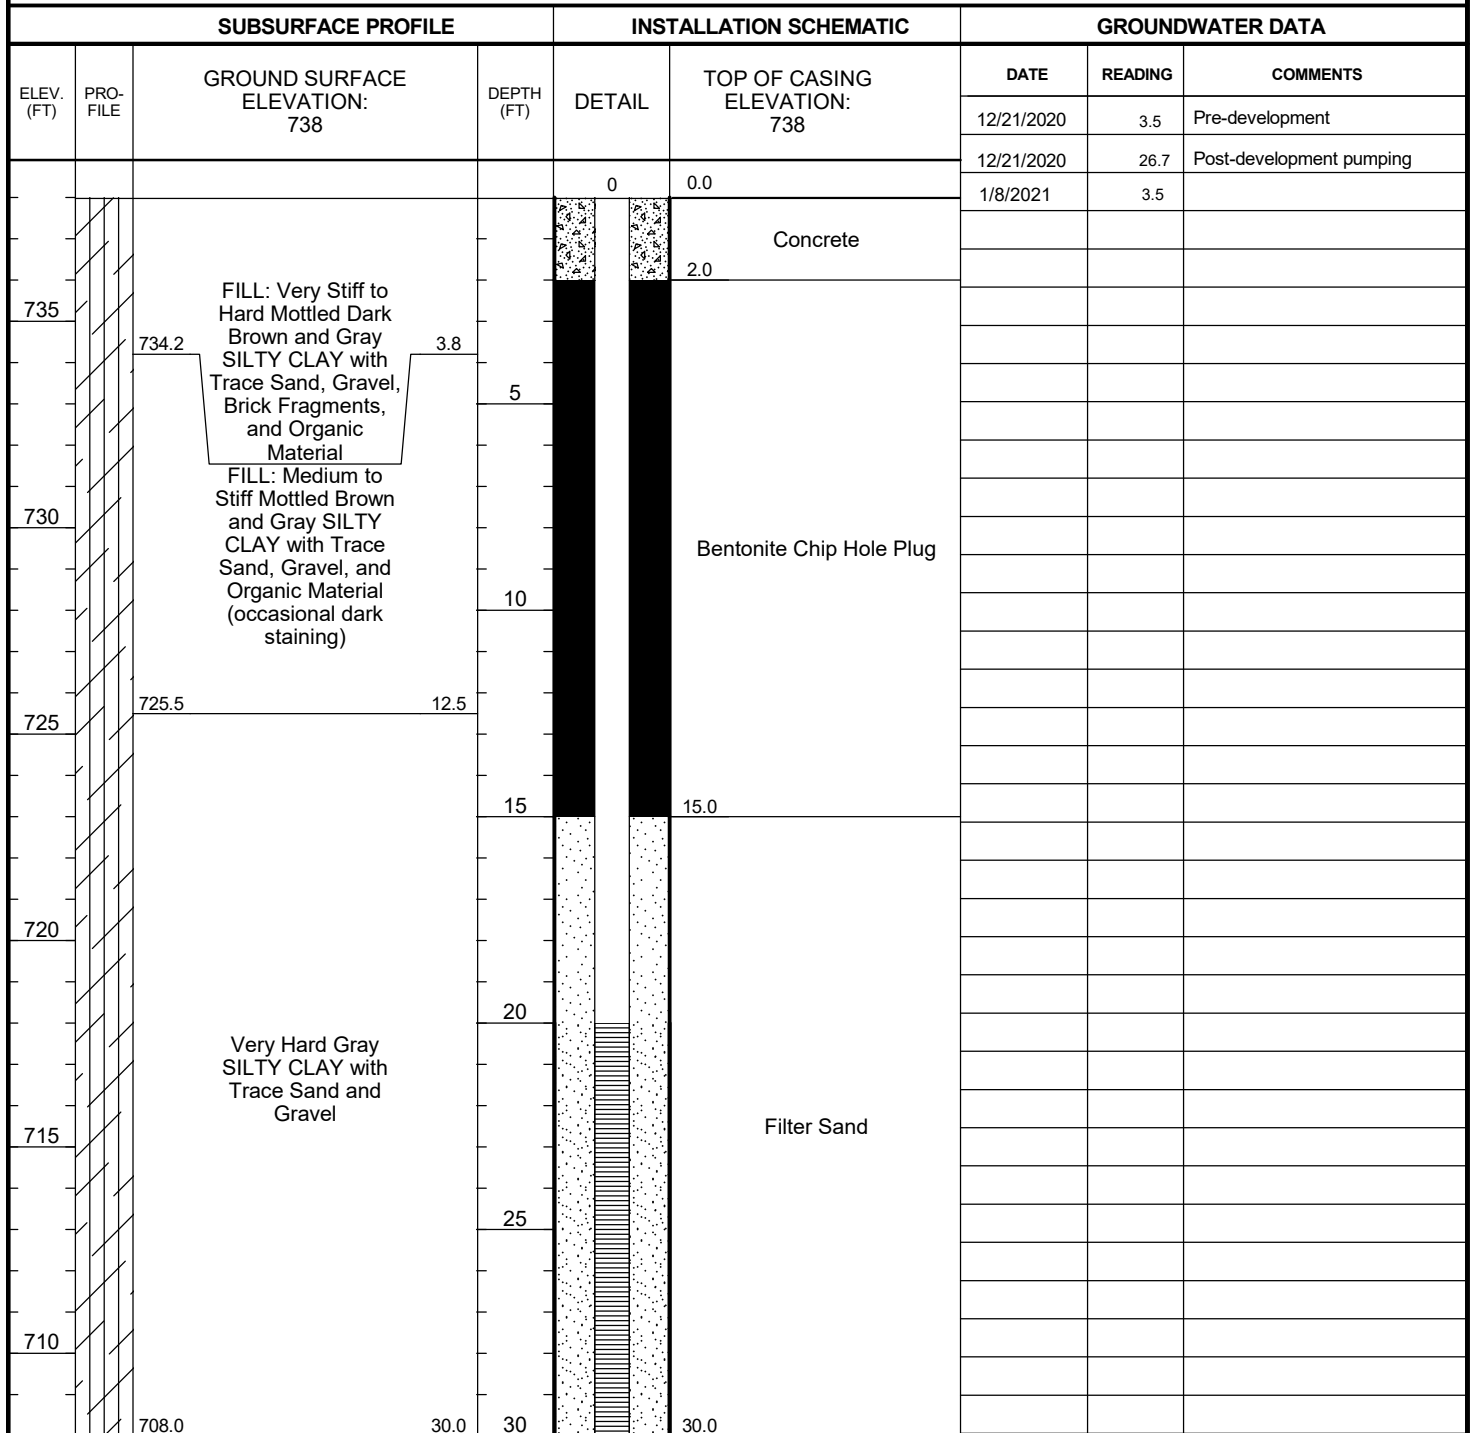 SUBSURFACE PROFILE
INSTALLATION SCHEMATIC
GROUNDWATER DATA
ELEV.
(FT)
PRO-
FILE
GROUND SURFACE
ELEVATION:
738
DEPTH
(FT)
DETAIL
TOP OF CASING
ELEVATION:
738
DATE READING COMMENTS
12/21/2020 3.5 Pre-development
12/21/2020 26.7 Post-development pumping
1/8/2021 3.5
0 0.0
Concrete
2.0
735
FILL: Very Stiff to
Hard Mottled Dark
Brown and Gray
SILTY CLAY with
Trace Sand, Gravel,
Brick Fragments,
and Organic
Material
734.2 3.8
5
FILL: Medium to
Stiff Mottled Brown
and Gray SILTY
CLAY with Trace
Sand, Gravel, and
Organic Material
(occasional dark
staining)
730
Bentonite Chip Hole Plug
10
725.5 12.5
725
15 15.0
720
20
Very Hard Gray
SILTY CLAY with
Trace Sand and
Gravel
Filter Sand
715
25
710
708.0 30.0 30 30.0